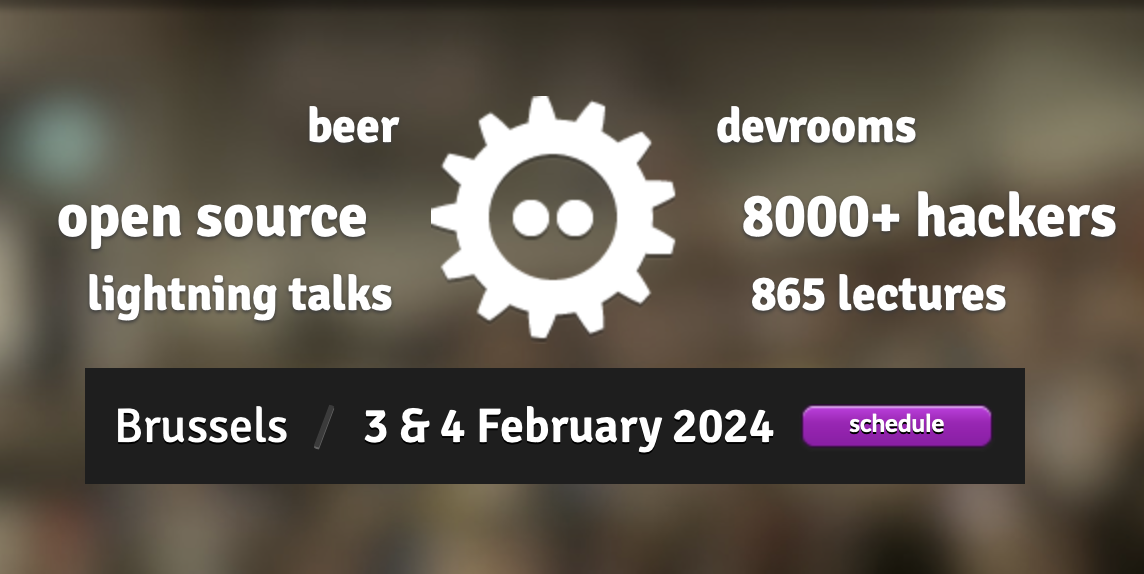 beer
devrooms
open source
8000+ hackers
lightning talks
865 lectures
Brussels / 3 & 4 February 2024
schedule